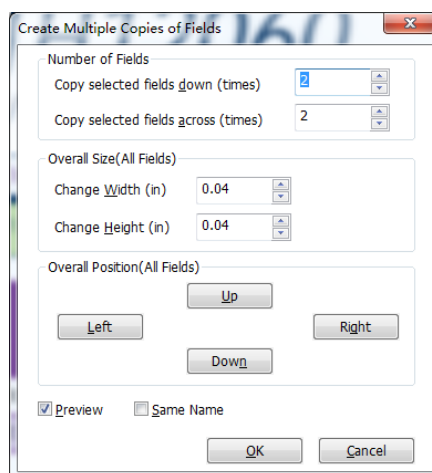 Create Multiple Copies of Fields
Number of Fields
Copy selected fields down (times) 2
Copy selected fields across (times) 2
Overall Size(All Fields)
Change Width (in) 0.04
Change Height (in) 0.04
Overall Position(All Fields)
Up
Left Right
Down
Preview Same Name
OK Cancel